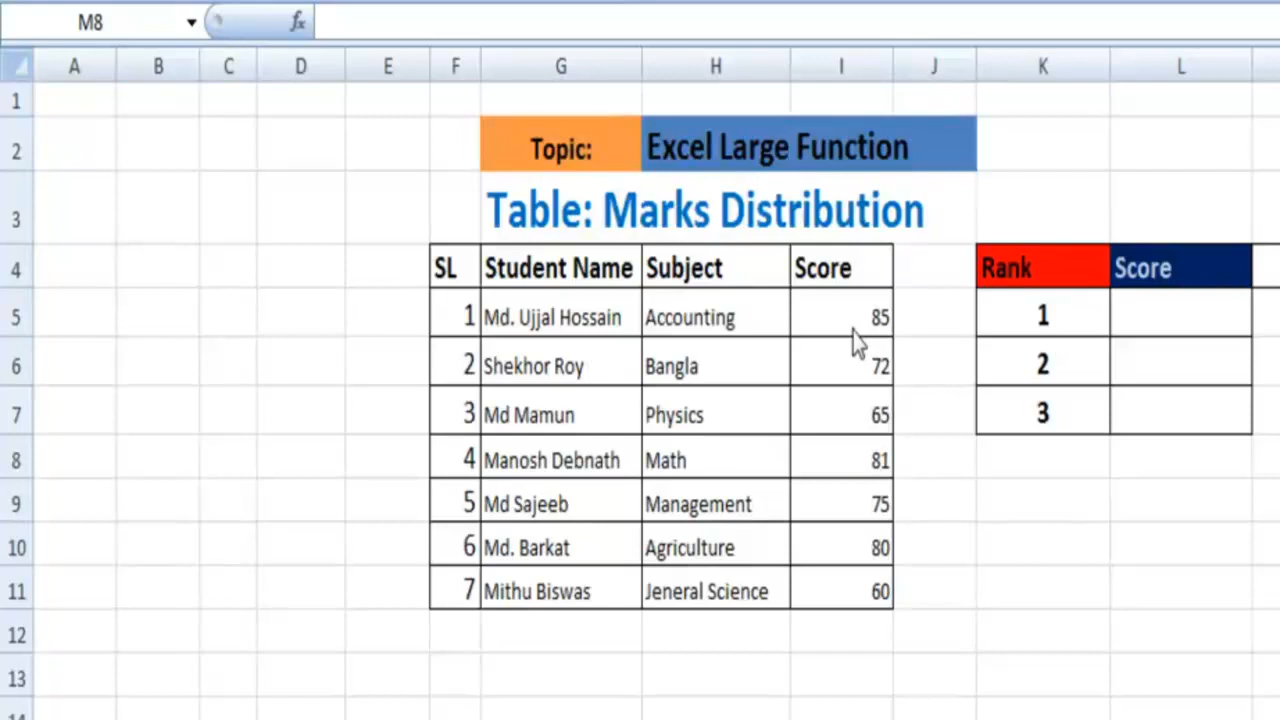 M8 fx
A B C D E F G H I J K L
1
2 Topic: Excel Large Function
3 Table: Marks Distribution
4 SL Student Name Subject Score Rank Score
5 1 Md. Ujjal Hossain Accounting 85 1
6 2 Shekhor Roy Bangla 72 2
7 3 Md Mamun Physics 65 3
8 4 Manosh Debnath Math 81
9 5 Md Sajeeb Management 75
10 6 Md. Barkat Agriculture 80
11 7 Mithu Biswas Jeneral Science 60
12
13
14